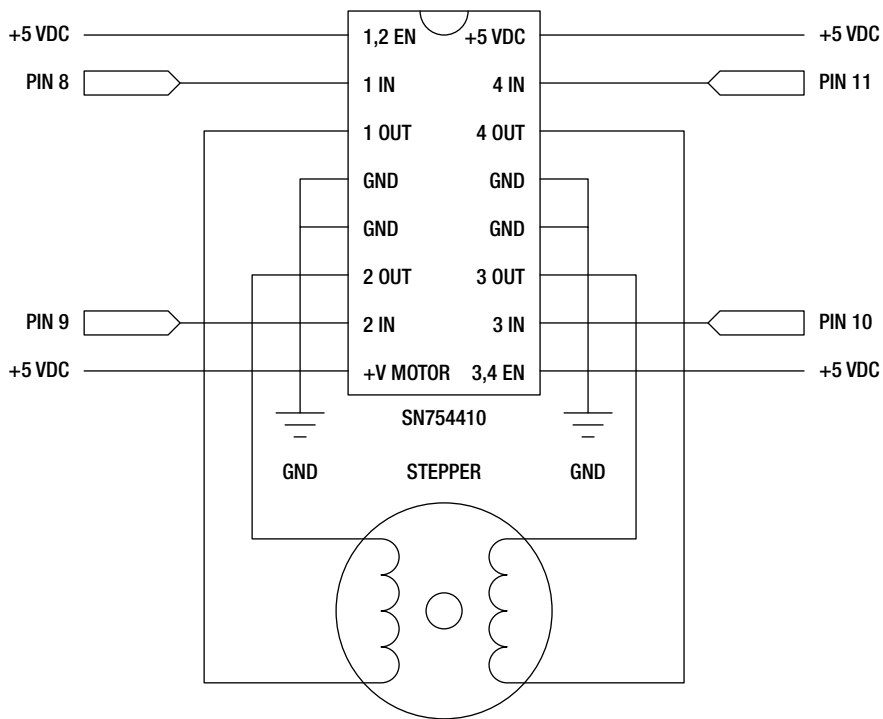 +5 VDC 1,2 EN +5 VDC +5 VDC
PIN 8 1 IN 4 IN PIN 11
1 OUT 4 OUT
GND GND
GND GND
2 OUT 3 OUT
PIN 9 2 IN 3 IN PIN 10
+5 VDC +V MOTOR 3,4 EN +5 VDC
SN754410
GND STEPPER GND